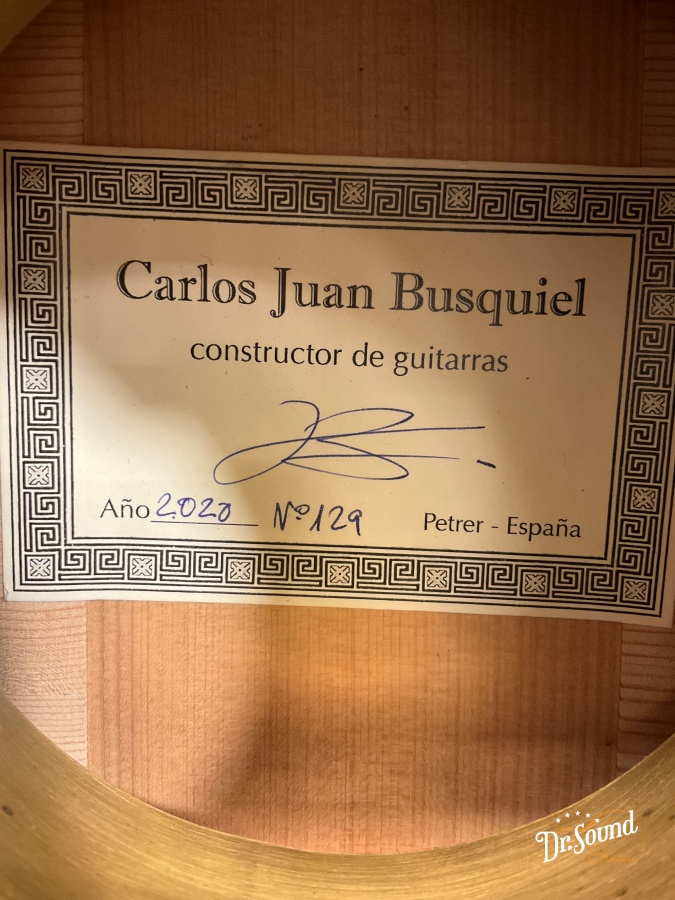 Carlos Juan Busquiel
constructor de guitarras
Año 2020 Nº 129 Petrer - España
Dr. Sound